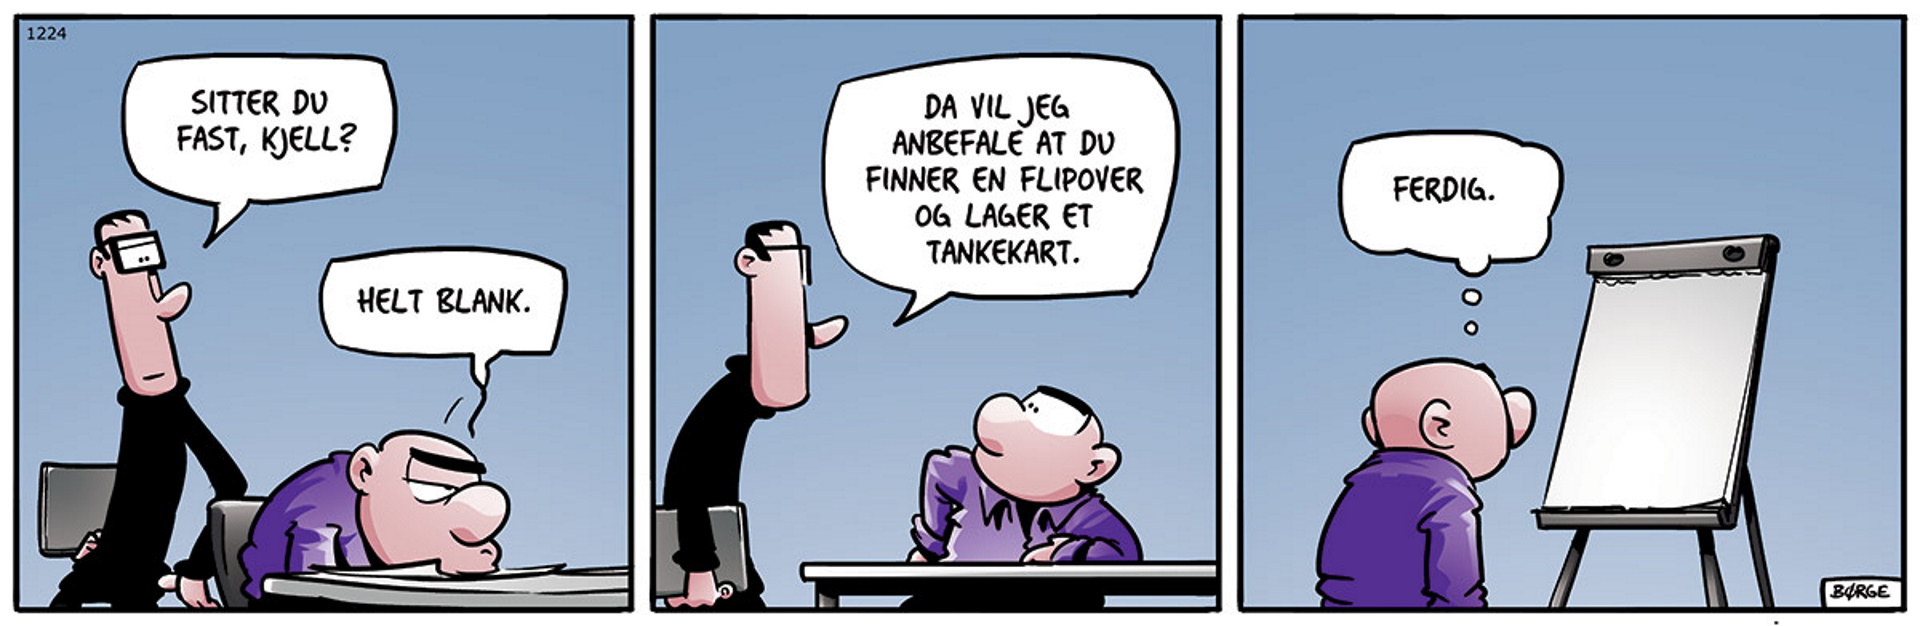 1224
SITTER DU
FAST, KJELL?
HELT BLANK.
DA VIL JEG
ANBEFALE AT DU
FINNER EN FLIPOVER
OG LAGER ET
TANKEKART.
FERDIG.
BØRGE